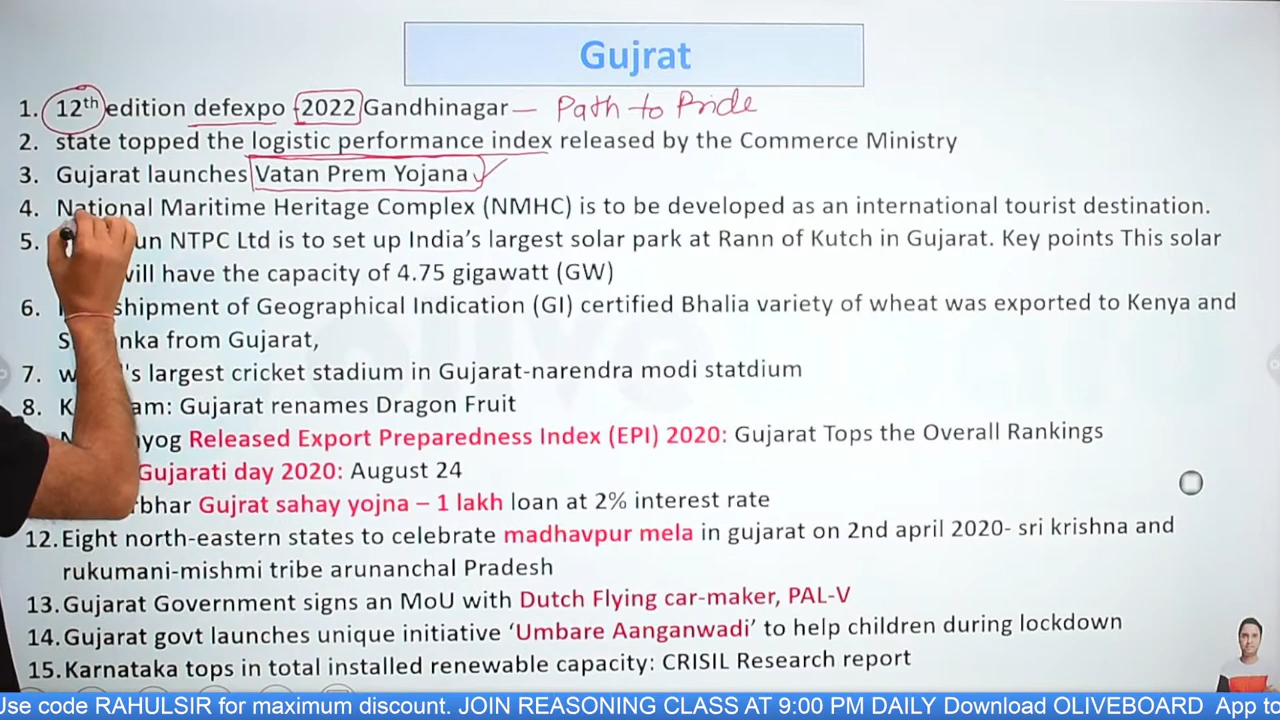 Gujrat
1. 12th edition defexpo -2022 Gandhinagar — Path to Pride
2. state topped the logistic performance index released by the Commerce Ministry
3. Gujarat launches Vatan Prem Yojana
4. National Maritime Heritage Complex (NMHC) is to be developed as an international tourist destination.
5. un NTPC Ltd is to set up India’s largest solar park at Rann of Kutch in Gujarat. Key points This solar
will have the capacity of 4.75 gigawatt (GW)
6. shipment of Geographical Indication (GI) certified Bhalia variety of wheat was exported to Kenya and
S nka from Gujarat,
7. w 's largest cricket stadium in Gujarat-narendra modi statdium
8. K am: Gujarat renames Dragon Fruit
yog Released Export Preparedness Index (EPI) 2020: Gujarat Tops the Overall Rankings
Gujarati day 2020: August 24
bhar Gujrat sahay yojna – 1 lakh loan at 2% interest rate
12. Eight north-eastern states to celebrate madhavpur mela in gujarat on 2nd april 2020- sri krishna and
rukumani-mishmi tribe arunanchal Pradesh
13. Gujarat Government signs an MoU with Dutch Flying car-maker, PAL-V
14. Gujarat govt launches unique initiative ‘Umbare Aanganwadi’ to help children during lockdown
15. Karnataka tops in total installed renewable capacity: CRISIL Research report
Use code RAHULSIR for maximum discount. JOIN REASONING CLASS AT 9:00 PM DAILY Download OLIVEBOARD App to